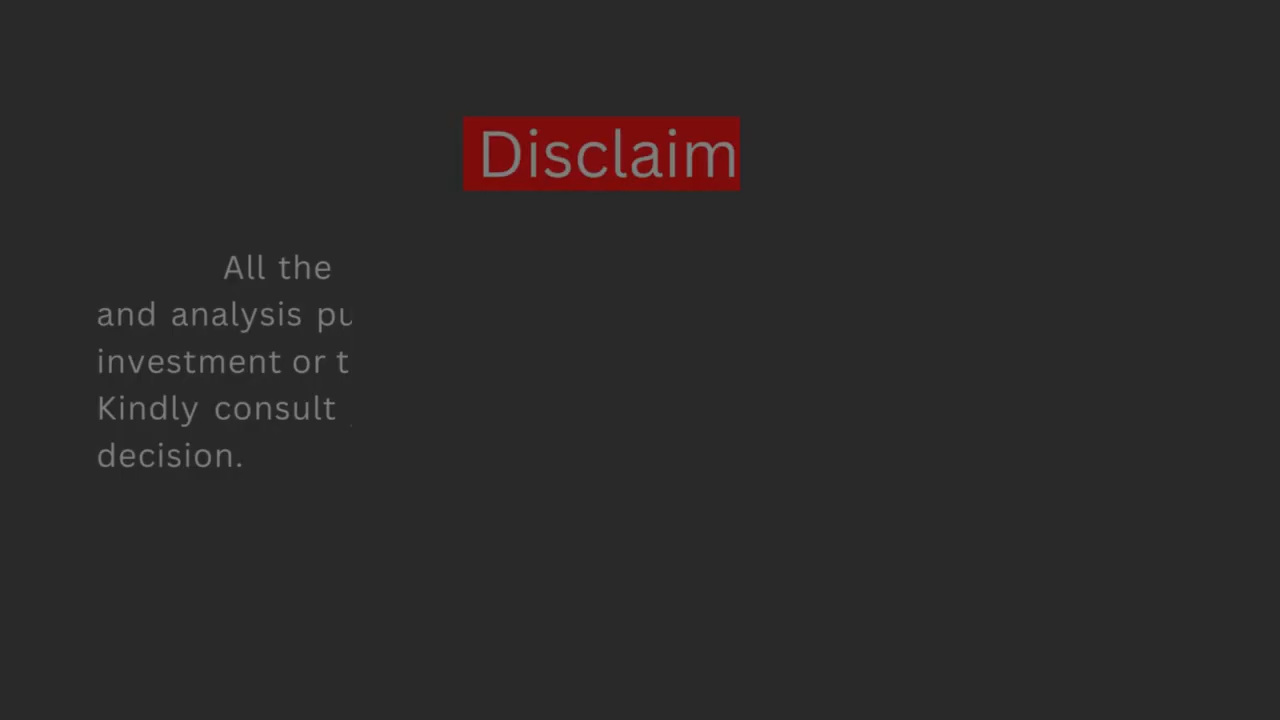 Disclaim
All the
and analysis pu
investment or t
Kindly consult
decision.